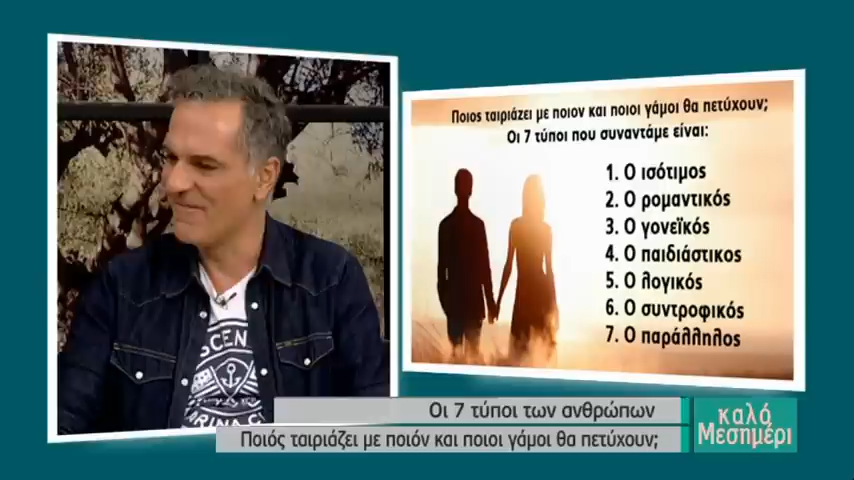 Ποιος ταιριάζει με ποιον και ποιοι γάμοι θα πετύχουν;
Οι 7 τύποι που συναντάμε είναι:
1. Ο ισότιμος
2. Ο ρομαντικός
3. Ο γονεϊκός
4. Ο παιδιάστικος
5. Ο λογικός
6. Ο συντροφικός
7. Ο παράλληλος
SCEN
Οι 7 τύποι των ανθρώπων
Ποιός ταιριάζει με ποιόν και ποιοι γάμοι θα πετύχουν;
καλό
Μεσημέρι